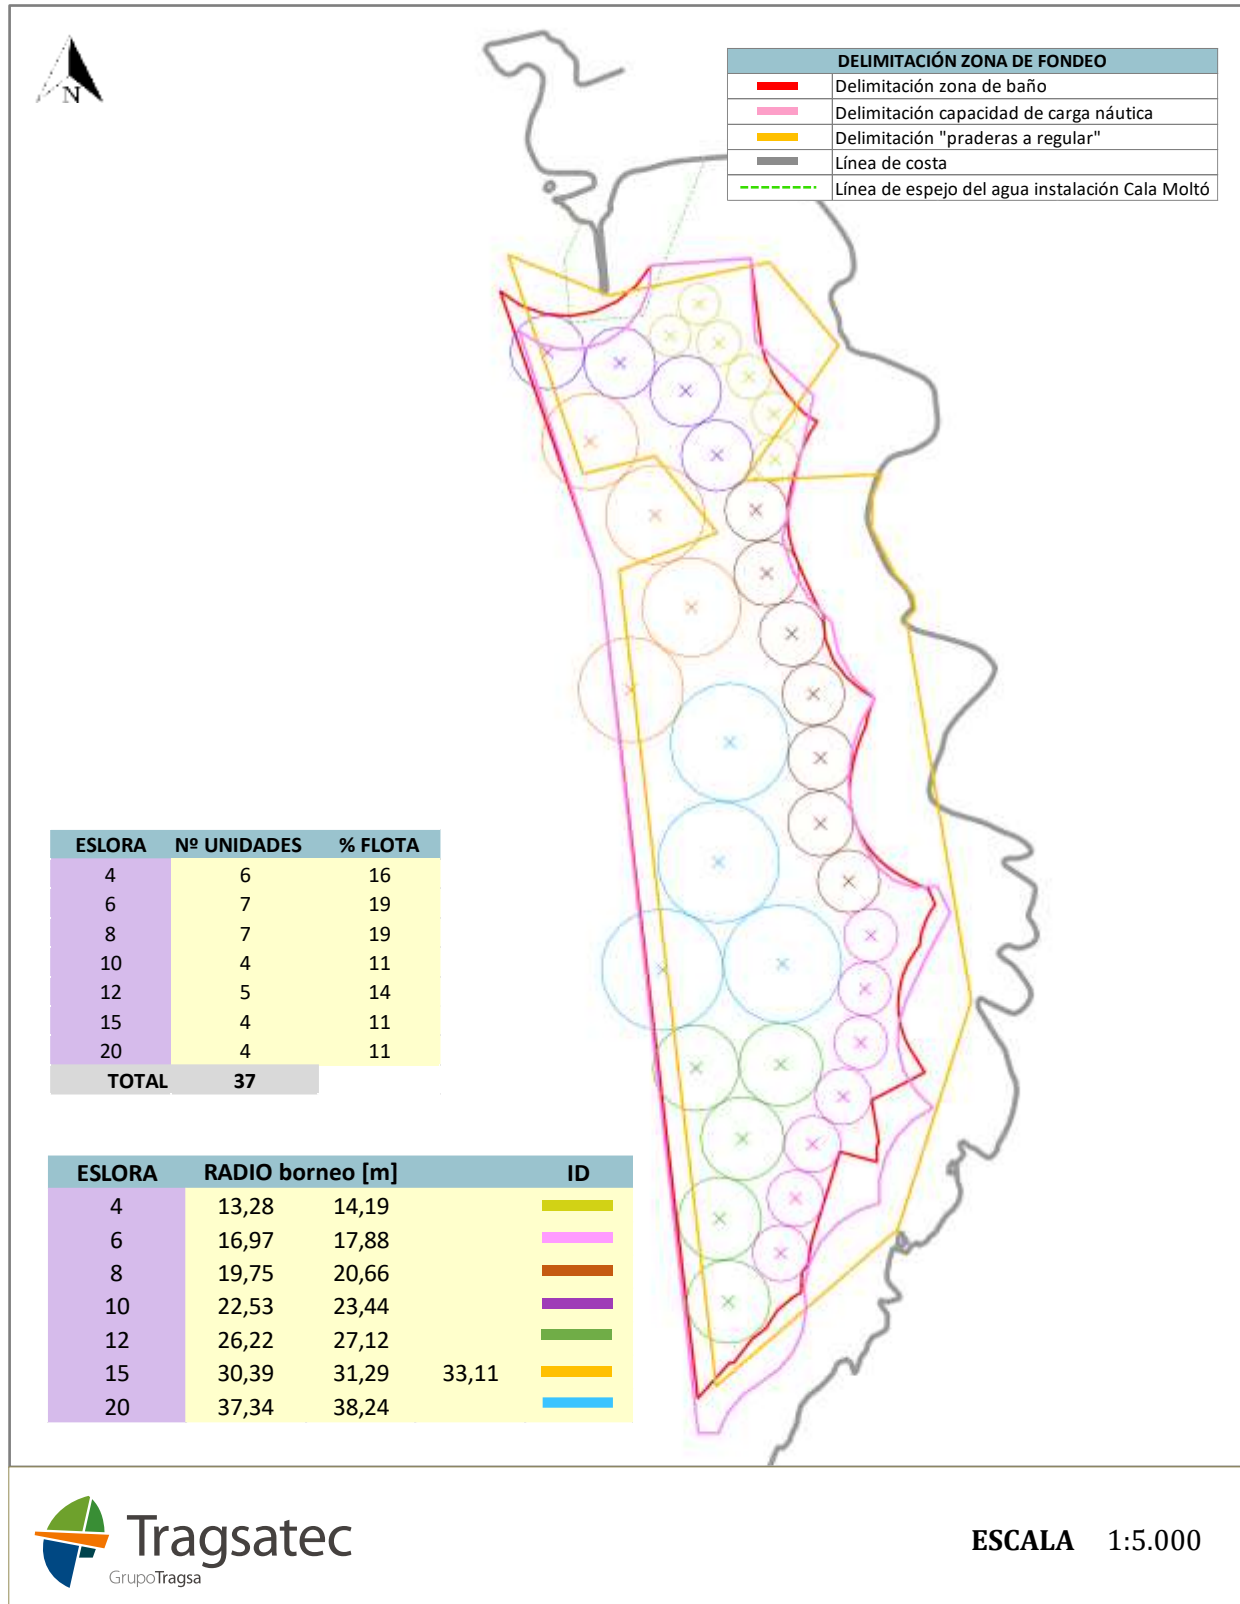 N
DELIMITACIÓN ZONA DE FONDEO
Delimitación zona de baño
Delimitación capacidad de carga náutica
Delimitación "praderas a regular"
Línea de costa
Línea de espejo del agua instalación Cala Moltó
ESLORA Nº UNIDADES % FLOTA
4 6 16
6 7 19
8 7 19
10 4 11
12 5 14
15 4 11
20 4 11
TOTAL 37
ESLORA RADIO borneo [m] ID
4 13,28 14,19
6 16,97 17,88
8 19,75 20,66
10 22,53 23,44
12 26,22 27,12
15 30,39 31,29 33,11
20 37,34 38,24
Tragsatec
GrupoTragsa
ESCALA 1:5.000